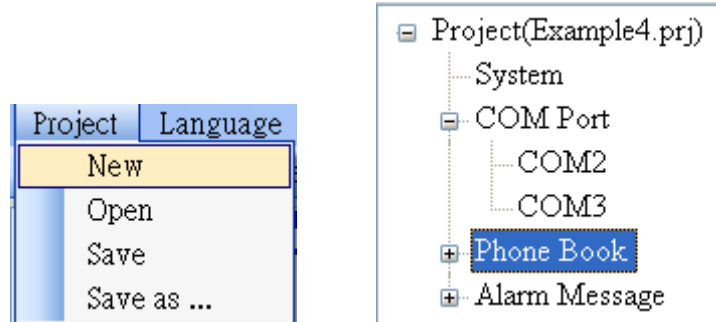 Project Language
New
Open
Save
Save as ...
Project(Example4.prj)
System
COM Port
COM2
COM3
Phone Book
Alarm Message